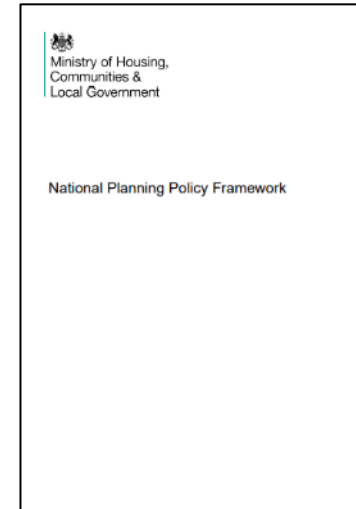 Ministry of Housing,
Communities &
Local Government
National Planning Policy Framework